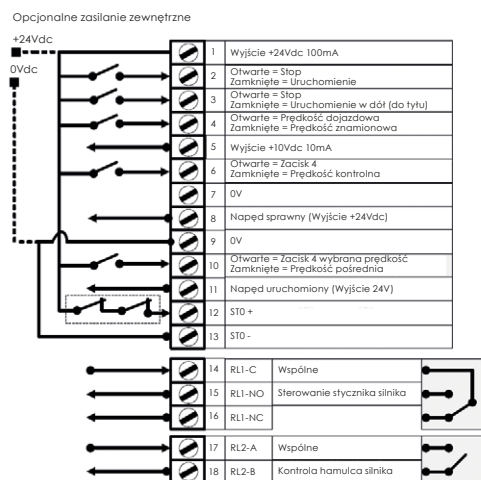 Opcjonalne zasilanie zewnętrzne
+24Vdc
0Vdc
1 Wyjście +24Vdc 100mA
2 Otwarte = Stop
Zamknięte = Uruchomienie
3 Otwarte = Stop
Zamknięte = Uruchomienie w dół (do tyłu)
4 Otwarte = Prędkość dojazdowa
Zamknięte = Prędkość znamionowa
5 Wyjście +10Vdc 10mA
6 Otwarte = Zacisk 4
Zamknięte = Prędkość kontrolna
7 0V
8 Napęd sprawny (Wyjście +24Vdc)
9 0V
10 Otwarte = Zacisk 4 wybrana prędkość
Zamknięte = Prędkość pośrednia
11 Napęd uruchomiony (Wyjście 24V)
12 ST0 +
13 ST0 -
14 RL1-C Wspólne
15 RL1-NO Sterowanie stycznika silnika
16 RL1-NC
17 RL2-A Wspólne
18 RL2-B Kontrola hamulca silnika